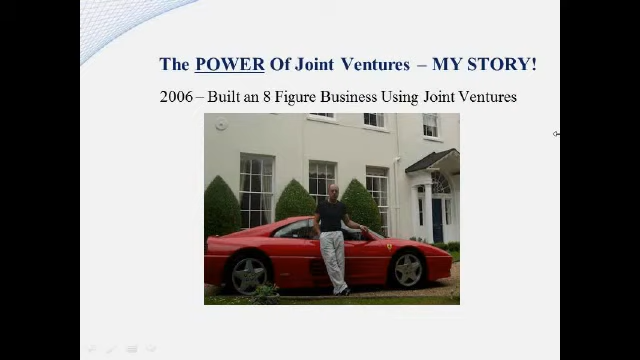 The POWER Of Joint Ventures – MY STORY!
2006 – Built an 8 Figure Business Using Joint Ventures